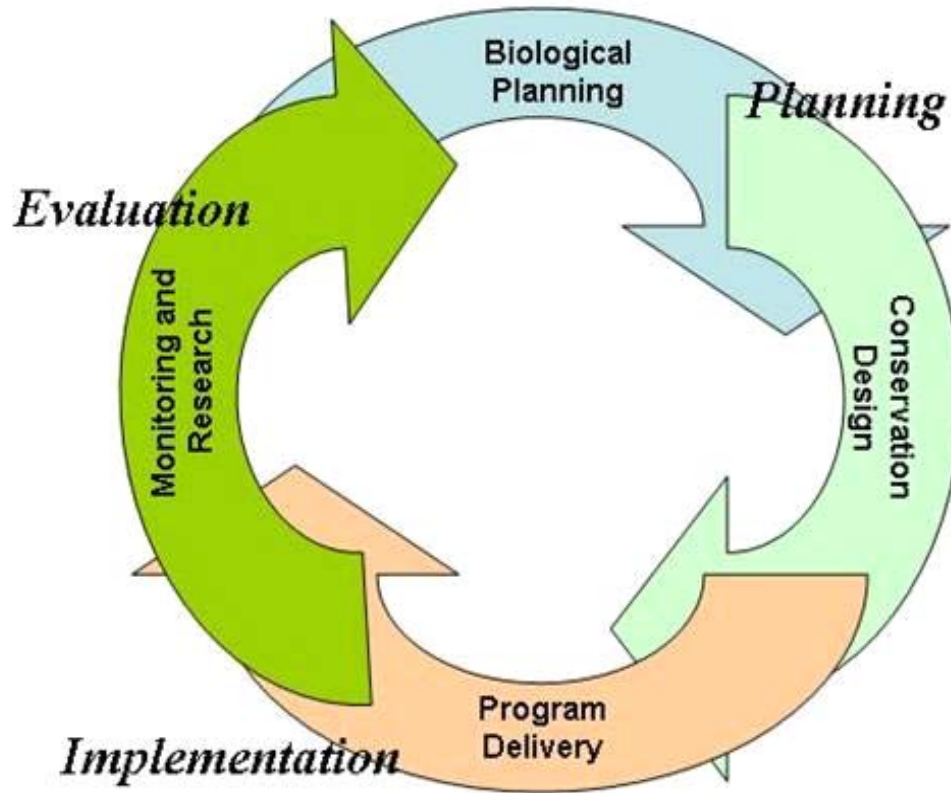 Biological
Planning
Planning
Evaluation
Conservation
Design
Monitoring and
Research
Program
Delivery
Implementation